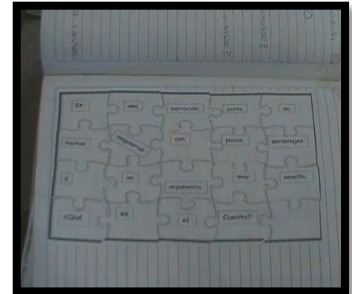 Es una narración corta de
hechos imaginarios con pocos personajes
y un argumento muy sencillo
¿Qué es el Cuento?